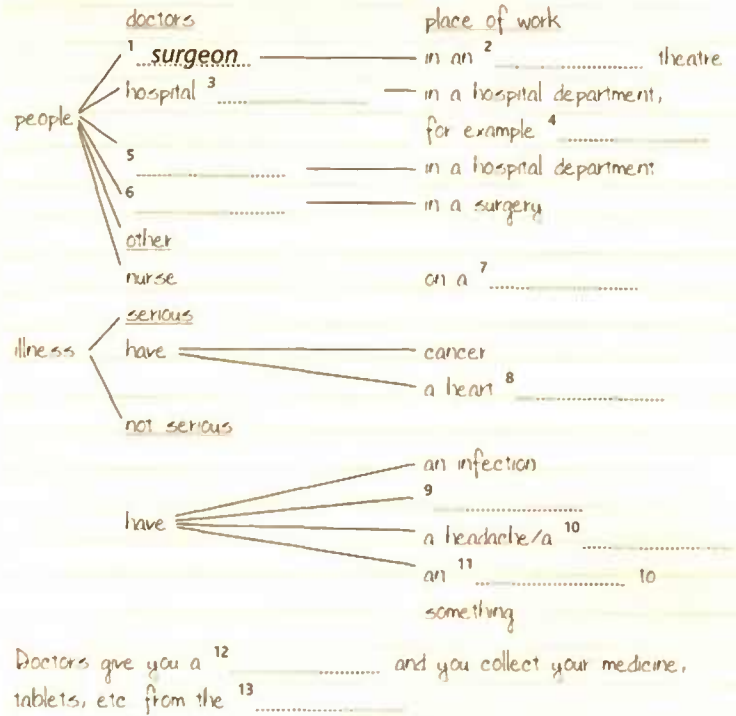 doctors place of work
1 surgeon in an 2 theatre
hospital 3 in a hospital department,
people for example 4
5 in a hospital department
6 in a surgery
other
nurse on a 7
serious
illness have cancer
a heart 8
not serious
an infection
9
have a headache/a 10
an 11 to
something
Doctors give you a 12 and you collect your medicine,
tablets, etc from the 13